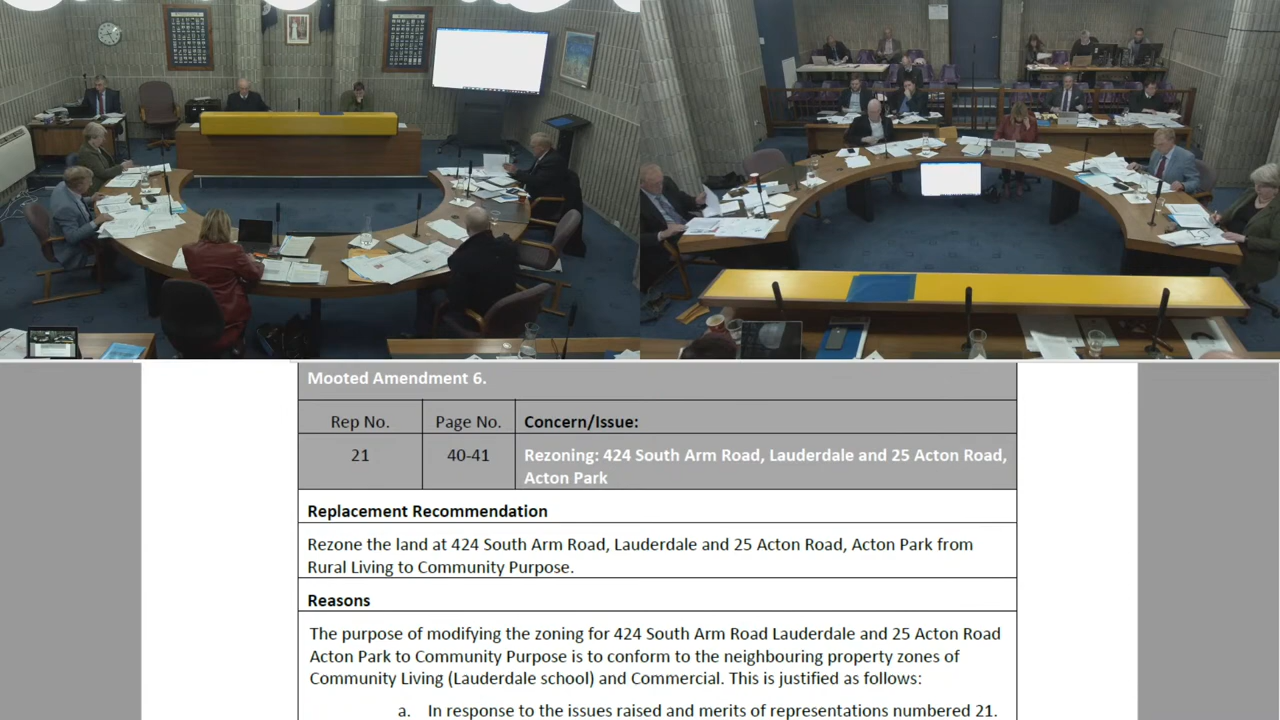 Mooted Amendment 6.
Rep No.
Page No.
Concern/Issue:
21
40-41
Rezoning: 424 South Arm Road, Lauderdale and 25 Acton Road,
Acton Park
Replacement Recommendation
Rezone the land at 424 South Arm Road, Lauderdale and 25 Acton Road, Acton Park from
Rural Living to Community Purpose.
Reasons
The purpose of modifying the zoning for 424 South Arm Road Lauderdale and 25 Acton Road
Acton Park to Community Purpose is to conform to the neighbouring property zones of
Community Living (Lauderdale school) and Commercial. This is justified as follows:
a. In response to the issues raised and merits of representations numbered 21.